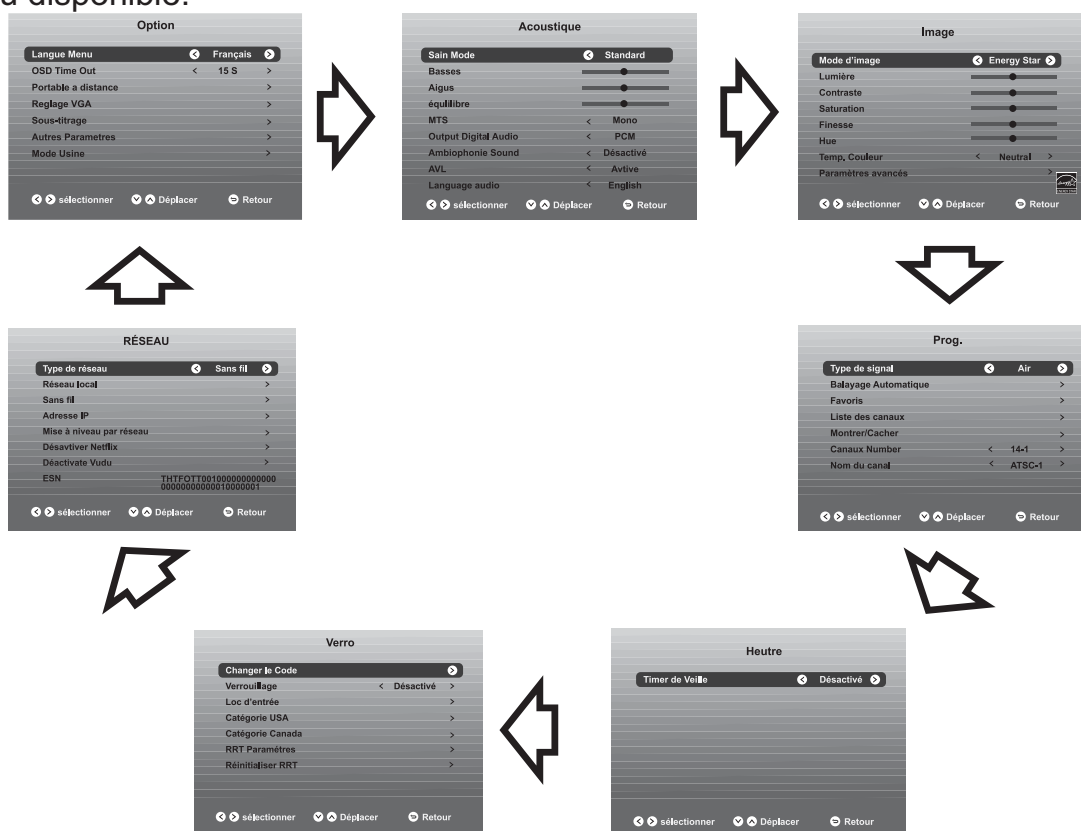 u disponible.
Option
Langue Menu Français
OSD Time Out < 15 S >
Portable a distance >
Reglage VGA >
Sous-titrage >
Autres Parametres >
Mode Usine >
sélectionner Déplacer Retour
Acoustique
Sain Mode Standard
Basses
Aigus
équilibre
MTS < Mono
Output Digital Audio < PCM
Ambiophonie Sound < Désactivé
AVL < Avtive
Language audio < English
sélectionner Déplacer Retour
Image
Mode d'image Energy Star
Lumière
Contraste
Saturation
Finesse
Hue
Temp, Couleur < Neutral >
Paramètres avancés >
ENERGY STAR
sélectionner Déplacer Retour
RÉSEAU
Type de réseau Sans fil
Réseau local >
Sans fil >
Adresse IP >
Mise à niveau par réseau >
Désavtiver Netflix >
Déactivate Vudu >
ESN THTFOTT001000000000000
00000000000010000001
sélectionner Déplacer Retour
Prog.
Type de signal Air
Balayage Automatique >
Favoris >
Liste des canaux >
Montrer/Cacher >
Canaux Number < 14-1 >
Nom du canal < ATSC-1 >
sélectionner Déplacer Retour
Verro
Changer le Code
Verrouillage < Désactivé >
Loc d'entrée >
Catégorie USA >
Catégorie Canada >
RRT Paramétres >
Réinitialiser RRT >
sélectionner Déplacer Retour
Heutre
Timer de Veille Désactivé
sélectionner Déplacer Retour